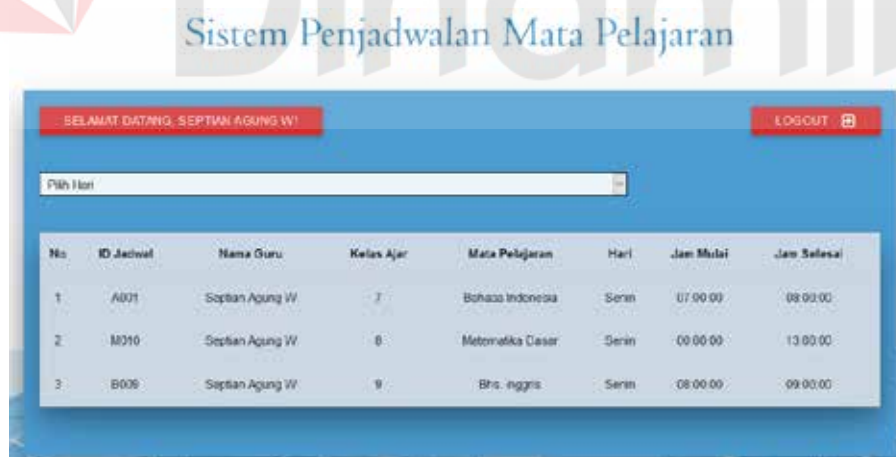 Sistem Penjadwalan Mata Pelajaran
SELAMAT DATANG, SEPTIAN AGUNG W!
LOGOUT
Pilih Hari
No ID Jadwal Nama Guru Kelas Ajar Mata Pelajaran Hari Jam Mulai Jam Selesai
1 A001 Septian Agung W 7 Bahasa Indonesia Senin 07:00:00 08:00:00
2 M010 Septian Agung W 8 Matematika Dasar Senin 00:00:00 13:00:00
3 B009 Septian Agung W 9 Bhs. Inggris Senin 08:00:00 09:00:00